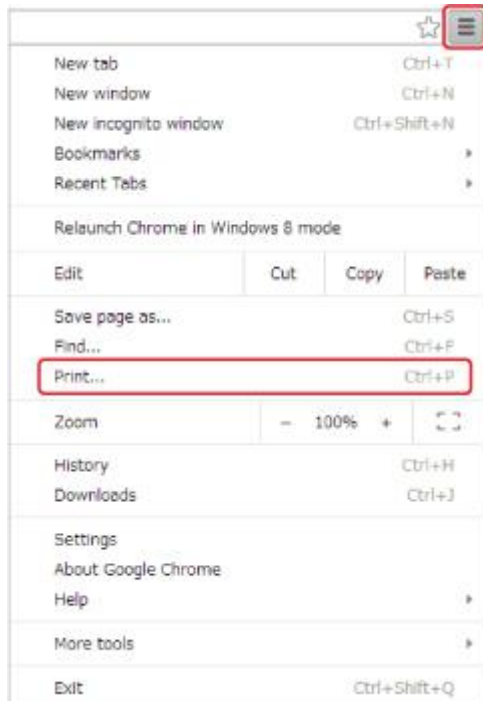 New tab Ctrl+T
New window Ctrl+N
New incognito window Ctrl+Shift+N
Bookmarks
Recent Tabs
Relaunch Chrome in Windows 8 mode
Edit Cut Copy Paste
Save page as... Ctrl+S
Find... Ctrl+F
Print... Ctrl+P
Zoom − 100% +
History Ctrl+H
Downloads Ctrl+J
Settings
About Google Chrome
Help
More tools
Exit Ctrl+Shift+Q